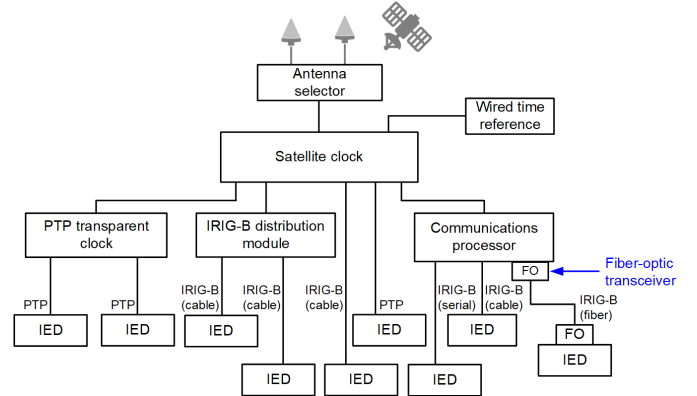 Antenna
selector
Wired time
reference
Satellite clock
PTP transparent
clock
IRIG-B distribution
module
Communications
processor
FO
Fiber-optic
transceiver
PTP
PTP
IRIG-B
(cable)
IRIG-B
(cable)
IRIG-B
(cable)
PTP
IRIG-B
(serial)
IRIG-B
(cable)
IRIG-B
(fiber)
IED
IED
IED
IED
IED
FO
IED
IED
IED
IED